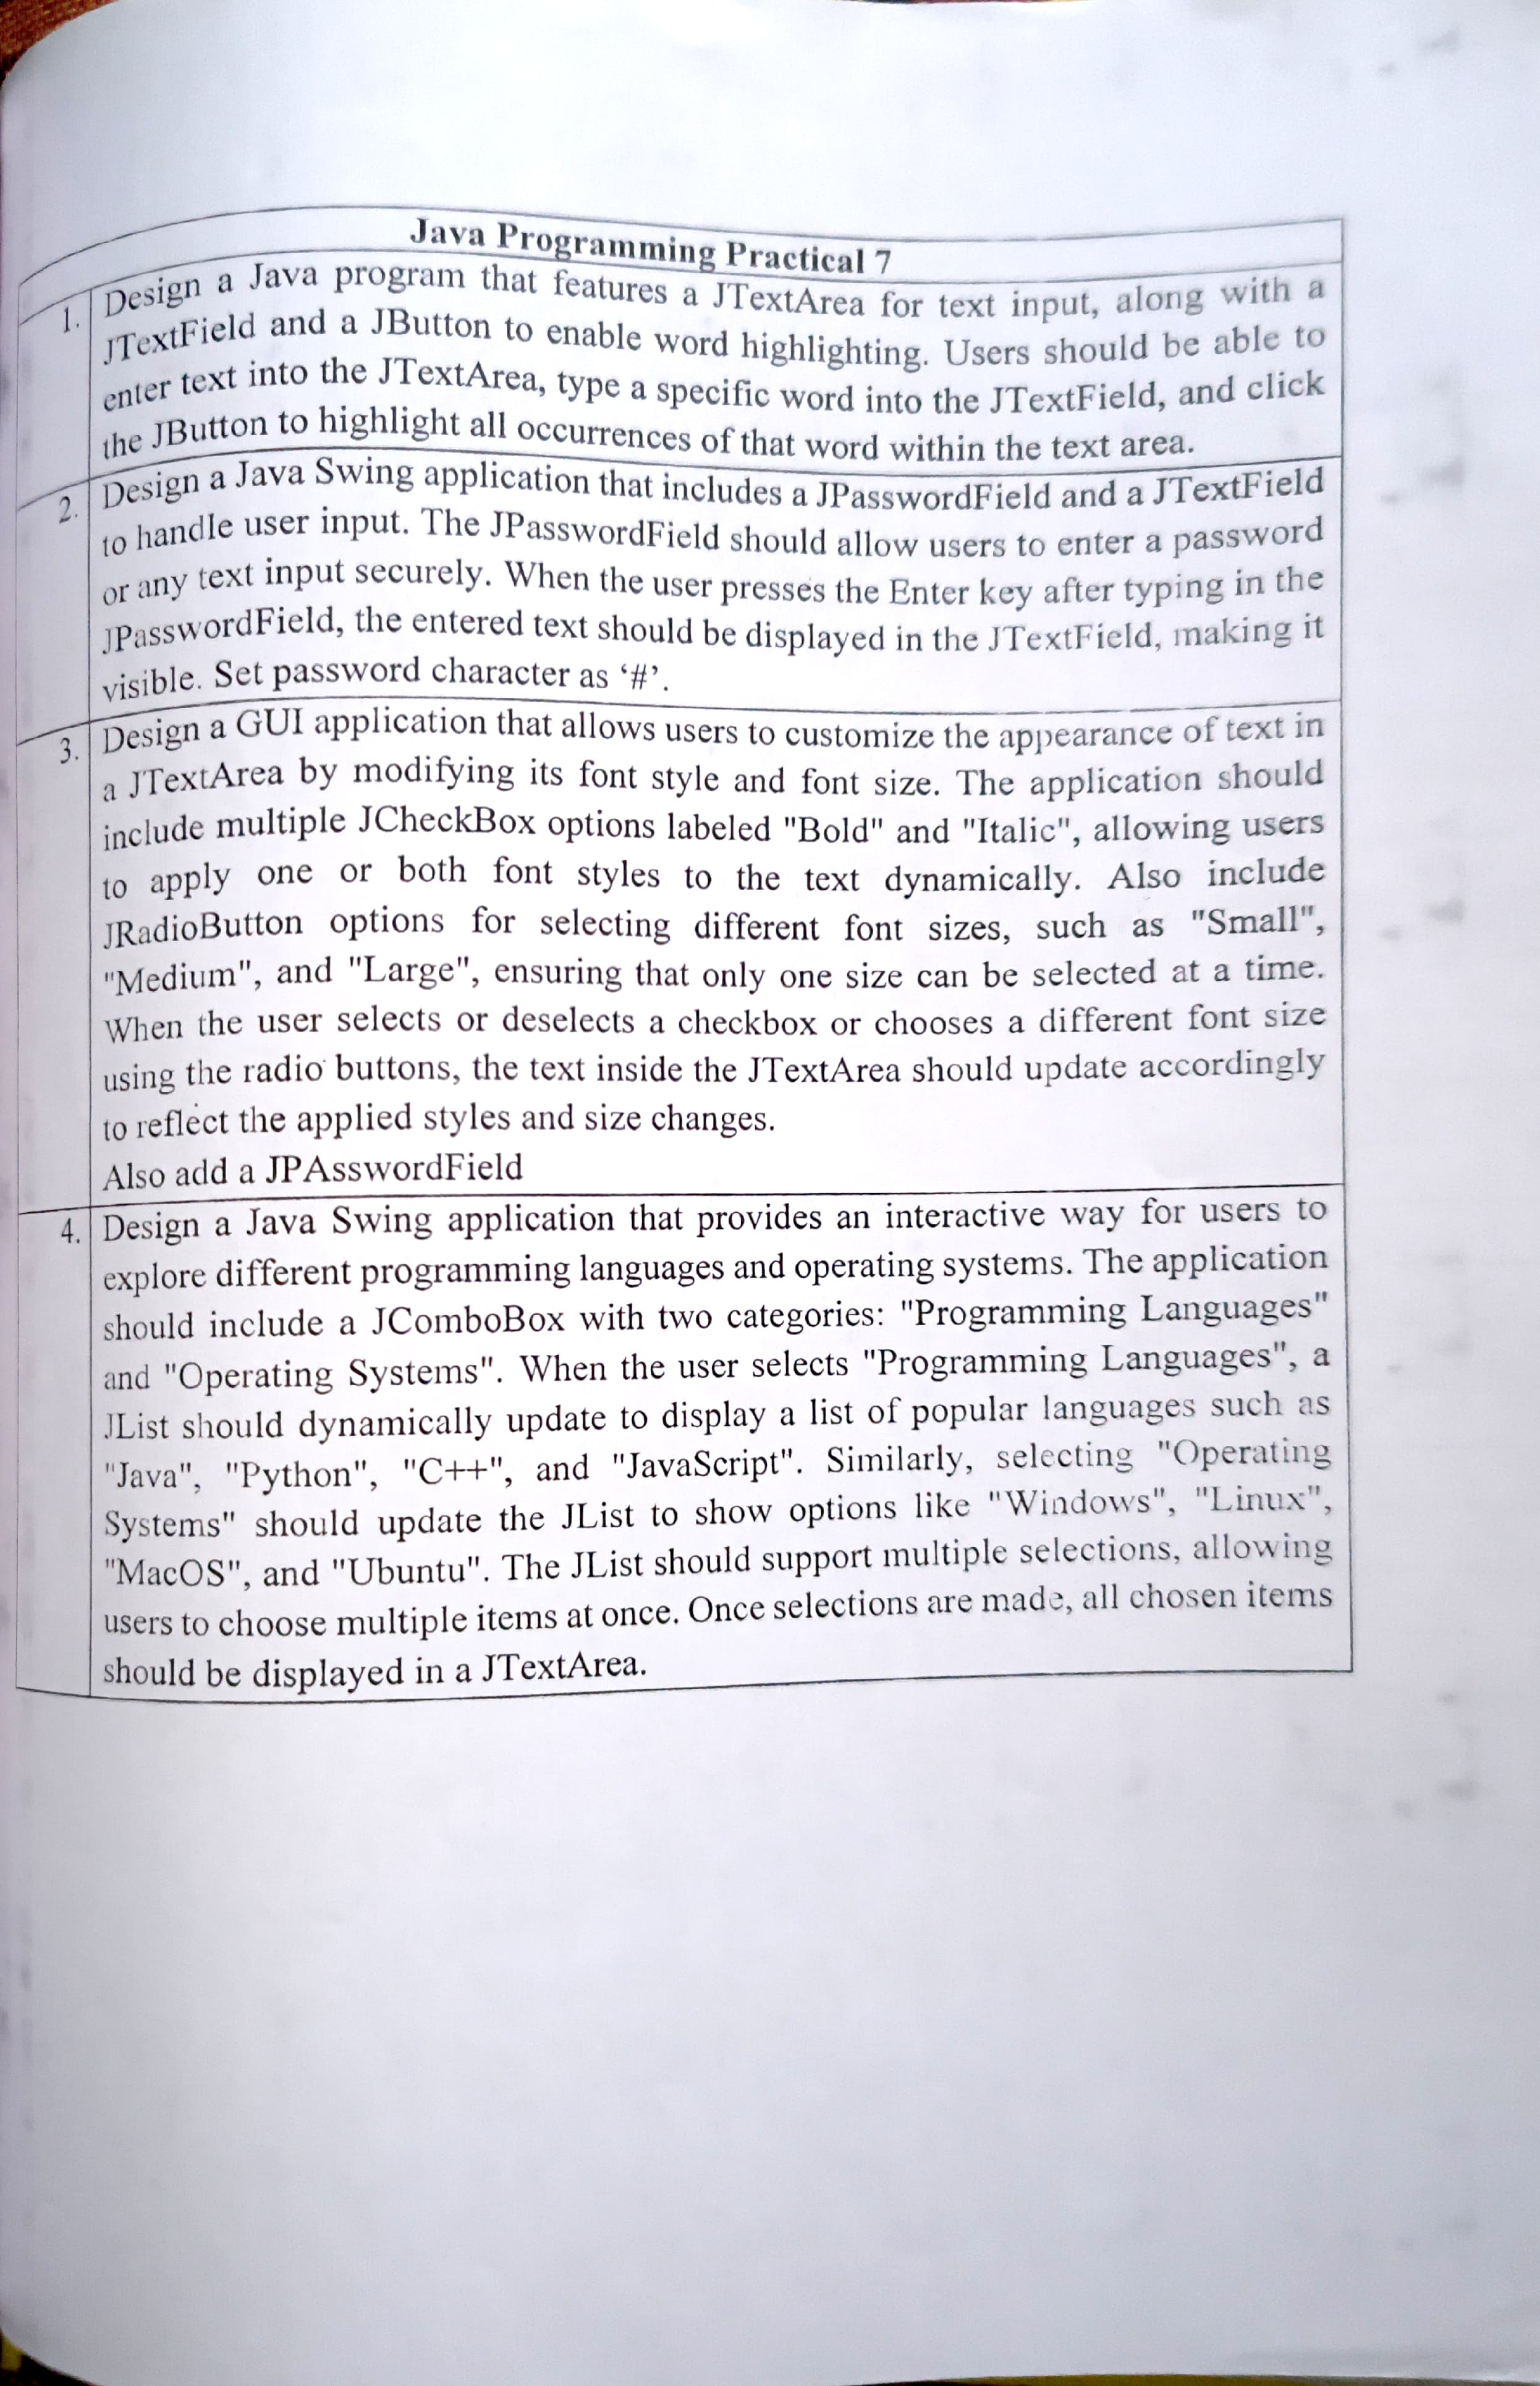 Java Programming Practical 7
1. Design a Java program that features a JTextArea for text input, along with a
JTextField and a JButton to enable word highlighting. Users should be able to
enter text into the JTextArea, type a specific word into the JTextField, and click
the JButton to highlight all occurrences of that word within the text area.
2. Design a Java Swing application that includes a JPasswordField and a JTextField
to handle user input. The JPasswordField should allow users to enter a password
or any text input securely. When the user presses the Enter key after typing in the
JPasswordField, the entered text should be displayed in the JTextField, making it
visible. Set password character as ‘#’.
3. Design a GUI application that allows users to customize the appearance of text in
a JTextArea by modifying its font style and font size. The application should
include multiple JCheckBox options labeled "Bold" and "Italic", allowing users
to apply one or both font styles to the text dynamically. Also include
JRadioButton options for selecting different font sizes, such as "Small",
"Medium", and "Large", ensuring that only one size can be selected at a time.
When the user selects or deselects a checkbox or chooses a different font size
using the radio buttons, the text inside the JTextArea should update accordingly
to reflect the applied styles and size changes.
Also add a JPAsswordField
4. Design a Java Swing application that provides an interactive way for users to
explore different programming languages and operating systems. The application
should include a JComboBox with two categories: "Programming Languages"
and "Operating Systems". When the user selects "Programming Languages", a
JList should dynamically update to display a list of popular languages such as
"Java", "Python", "C++", and "JavaScript". Similarly, selecting "Operating
Systems" should update the JList to show options like "Windows", "Linux",
"MacOS", and "Ubuntu". The JList should support multiple selections, allowing
users to choose multiple items at once. Once selections are made, all chosen items
should be displayed in a JTextArea.